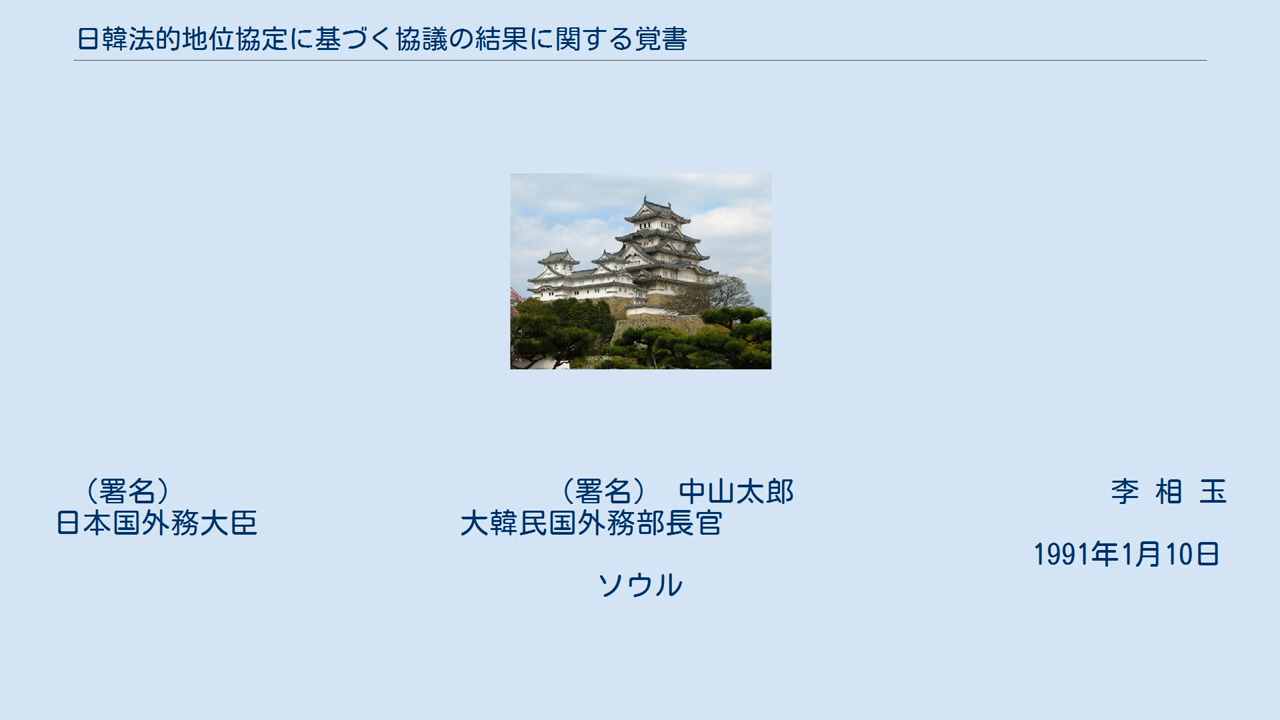 日韓法的地位協定に基づく協議の結果に関する覚書
（署名） （署名） 中山太郎 李 相 玉
日本国外務大臣 大韓民国外務部長官
1991年1月10日
ソウル